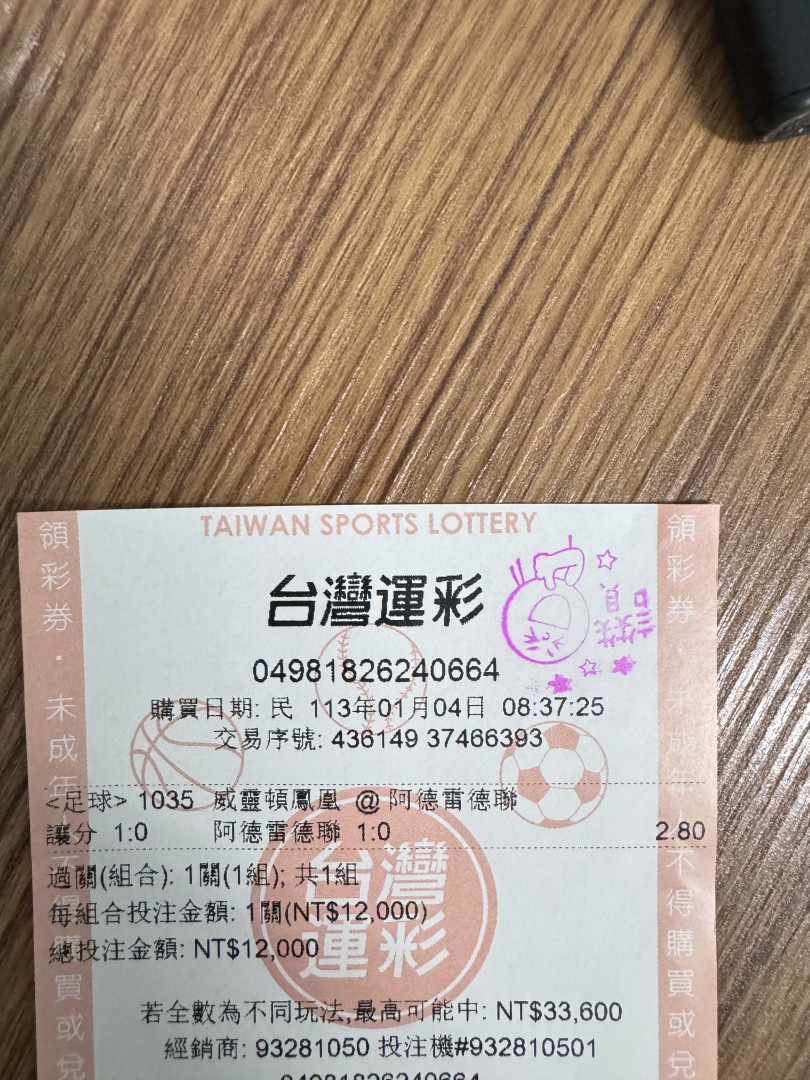 TAIWAN SPORTS LOTTERY
台灣運彩
04981826240664
購買日期: 民 113年01月04日 08:37:25
交易序號: 436149 37466393
<足球> 1035 威靈頓鳳凰 @ 阿德雷德聯
讓分 1:0 阿德雷德聯 1:0 2.80
過關(組合): 1關(1組); 共1組
每組合投注金額: 1關(NT$12,000)
總投注金額: NT$12,000
台灣運彩
若全數為不同玩法,最高可能中: NT$33,600
經銷商: 93281050 投注機#932810501
04981826240664
領彩券・未成年
不得購買或兌
領彩券
不得購買或兌